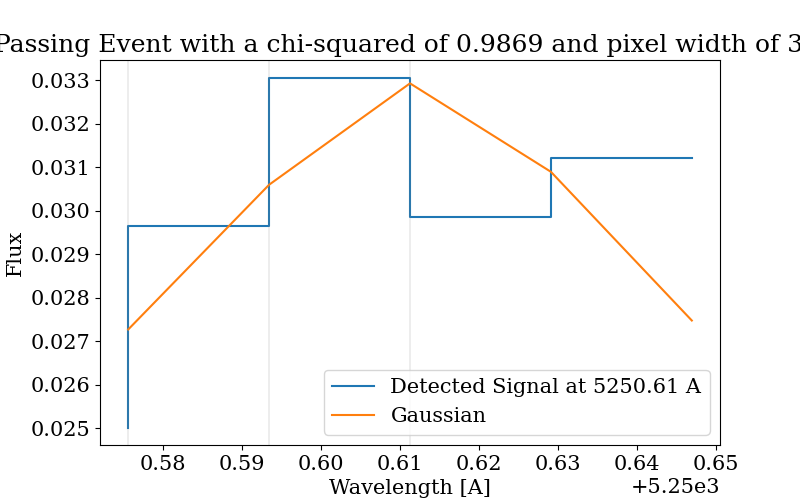 Passing Event with a chi-squared of 0.9869 and pixel width of 3
0.033
0.032
0.031
0.030
0.029
0.028
0.027
0.026
0.025
Flux
Detected Signal at 5250.61 A
Gaussian
0.58 0.59 0.60 0.61 0.62 0.63 0.64 0.65
Wavelength [A]
+5.25e3